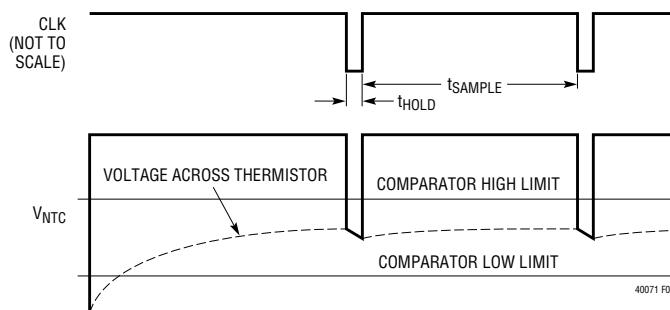 CLK
(NOT TO
SCALE)
tSAMPLE
tHOLD
VOLTAGE ACROSS THERMISTOR
COMPARATOR HIGH LIMIT
VNTC
COMPARATOR LOW LIMIT
40071 F0